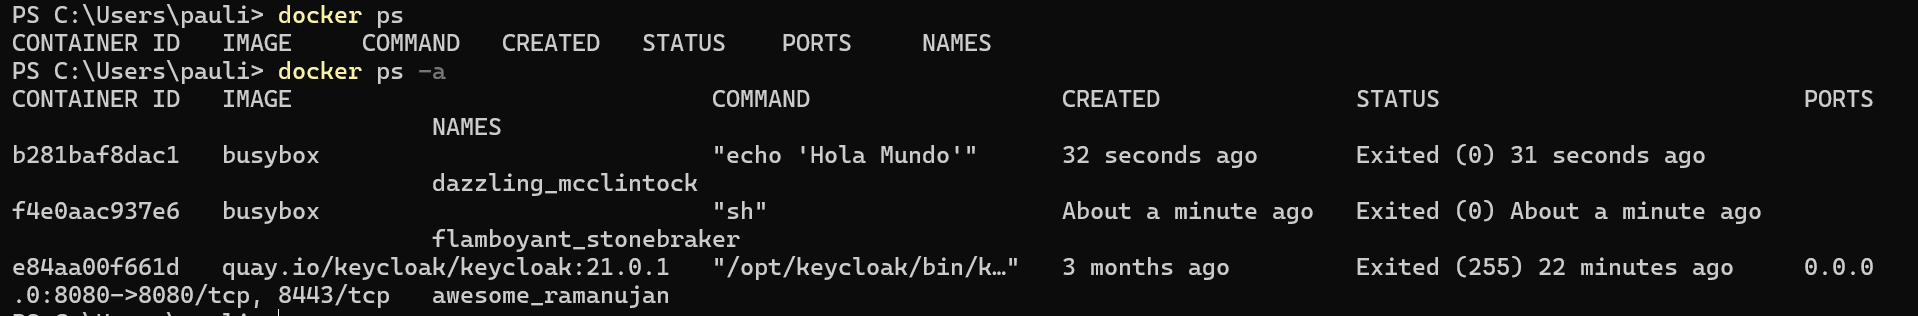 PS C:\Users\pauli> docker ps
CONTAINER ID   IMAGE     COMMAND   CREATED   STATUS    PORTS     NAMES
PS C:\Users\pauli> docker ps -a
CONTAINER ID   IMAGE                              COMMAND                  CREATED              STATUS                          PORTS
                              NAMES
b281baf8dac1   busybox                            "echo 'Hola Mundo'"      32 seconds ago       Exited (0) 31 seconds ago
                              dazzling_mcclintock
f4e0aac937e6   busybox                            "sh"                     About a minute ago   Exited (0) About a minute ago
                              flamboyant_stonebraker
e84aa00f661d   quay.io/keycloak/keycloak:21.0.1   "/opt/keycloak/bin/k…"   3 months ago         Exited (255) 22 minutes ago     0.0.0
.0:8080->8080/tcp, 8443/tcp   awesome_ramanujan